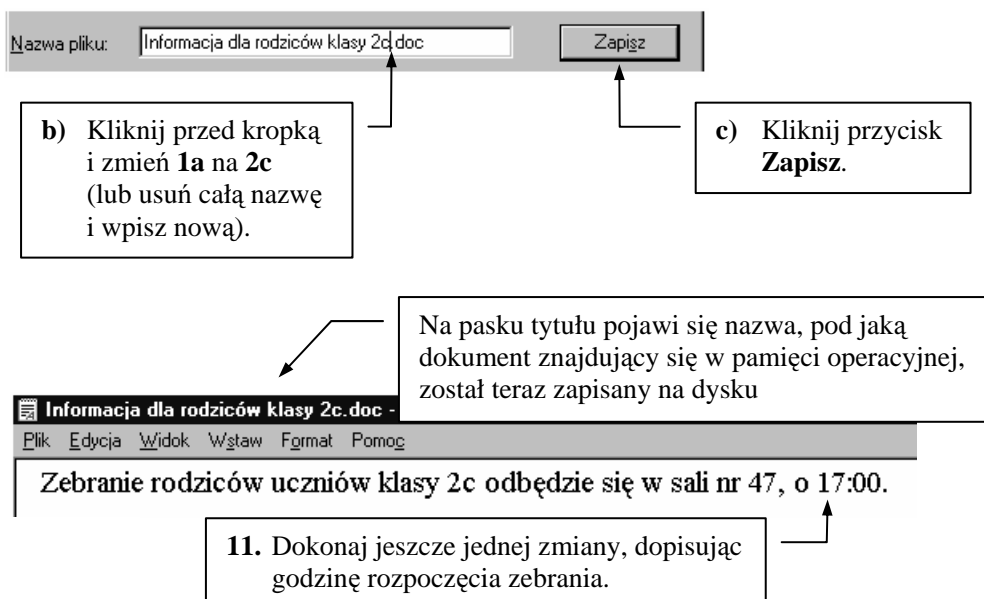 Nazwa pliku: Informacja dla rodziców klasy 2c.doc Zapisz
b) Kliknij przed kropką
i zmień 1a na 2c
(lub usuń całą nazwę
i wpisz nową).
c) Kliknij przycisk
Zapisz.
Na pasku tytułu pojawi się nazwa, pod jaką
dokument znajdujący się w pamięci operacyjnej,
został teraz zapisany na dysku
Informacja dla rodziców klasy 2c.doc -
Plik Edycja Widok Wstaw Format Pomoc
Zebranie rodziców uczniów klasy 2c odbędzie się w sali nr 47, o 17:00.
11. Dokonaj jeszcze jednej zmiany, dopisując
godzinę rozpoczęcia zebrania.